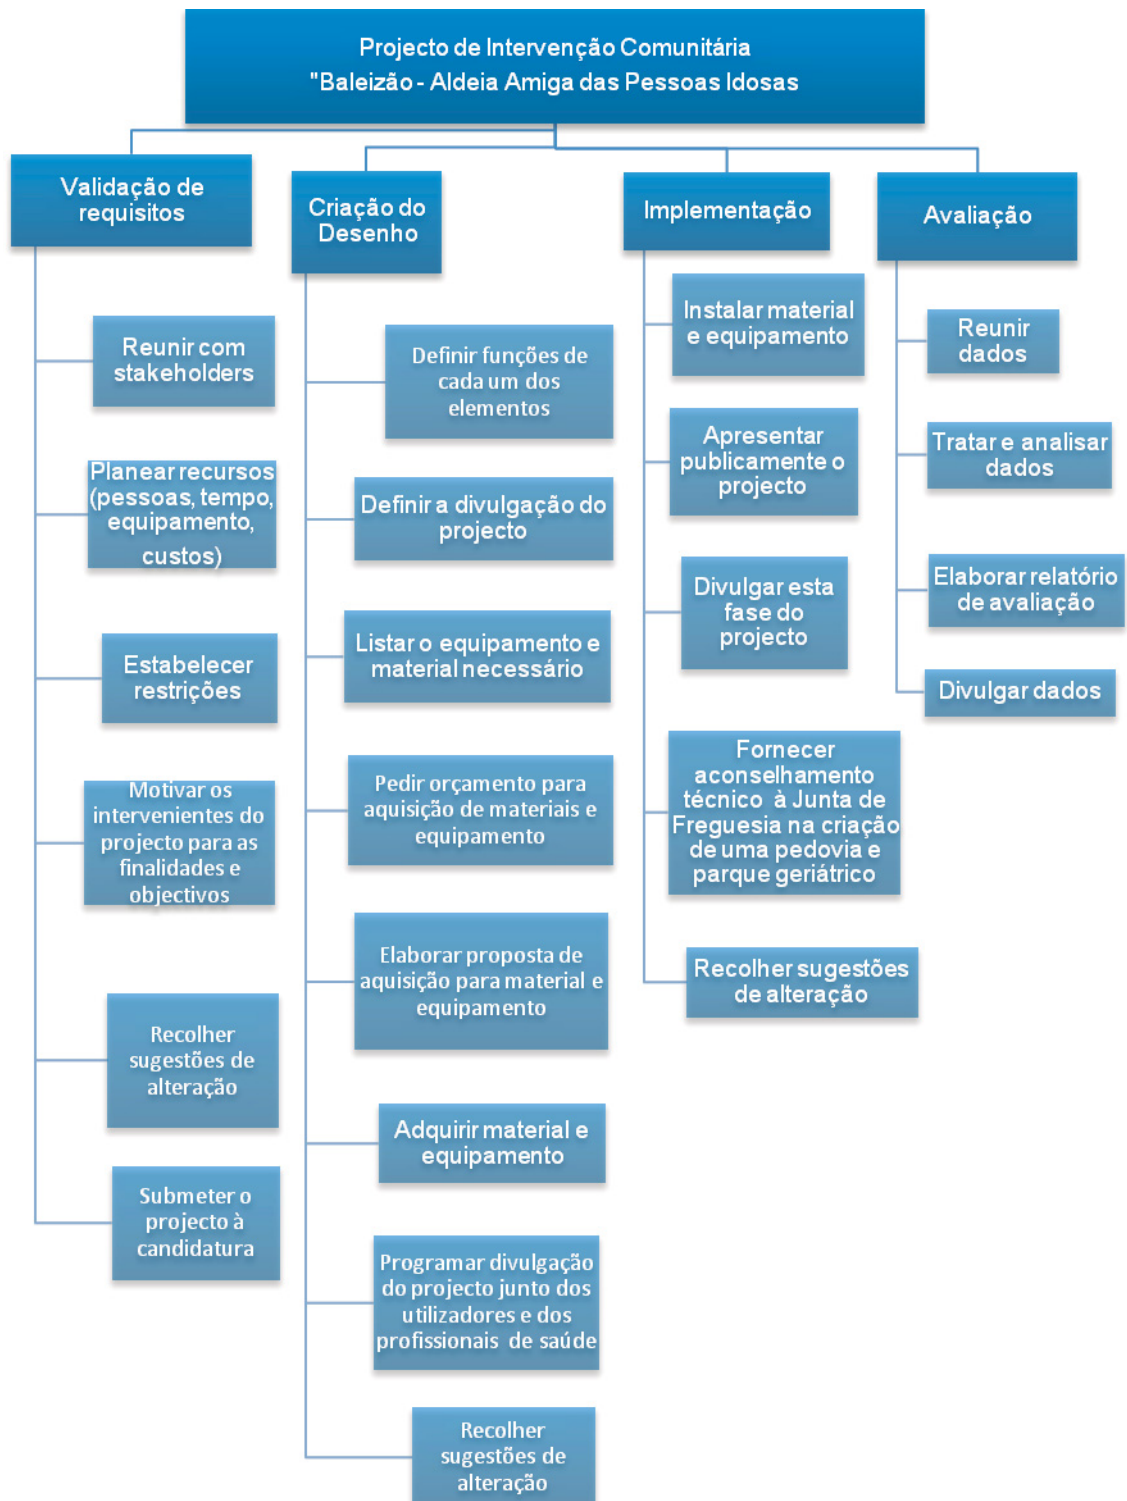 Projecto de Intervenção Comunitária
"Baleizão - Aldeia Amiga das Pessoas Idosas
Validação de
requisitos
Reunir com
stakeholders
Planear recursos
(pessoas, tempo,
equipamento,
custos)
Estabelecer
restrições
Motivar os
intervenientes do
projecto para as
finalidades e
objectivos
Recolher
sugestões de
alteração
Submeter o
projecto à
candidatura
Criação do
Desenho
Definir funções de
cada um dos
elementos
Definir a divulgação do
projecto
Listar o equipamento e
material necessário
Pedir orçamento para
aquisição de materiais e
equipamento
Elaborar proposta de
aquisição para material e
equipamento
Adquirir material e
equipamento
Programar divulgação
do projecto junto dos
utilizadores e dos
profissionais de saúde
Recolher
sugestões de
alteração
Implementação
Instalar material
e equipamento
Apresentar
publicamente o
projecto
Divulgar esta
fase do
projecto
Fornecer
aconselhamento
técnico à Junta de
Freguesia na criação
de uma pedovia e
parque geriátrico
Recolher sugestões
de alteração
Avaliação
Reunir
dados
Tratar e analisar
dados
Elaborar relatório
de avaliação
Divulgar dados